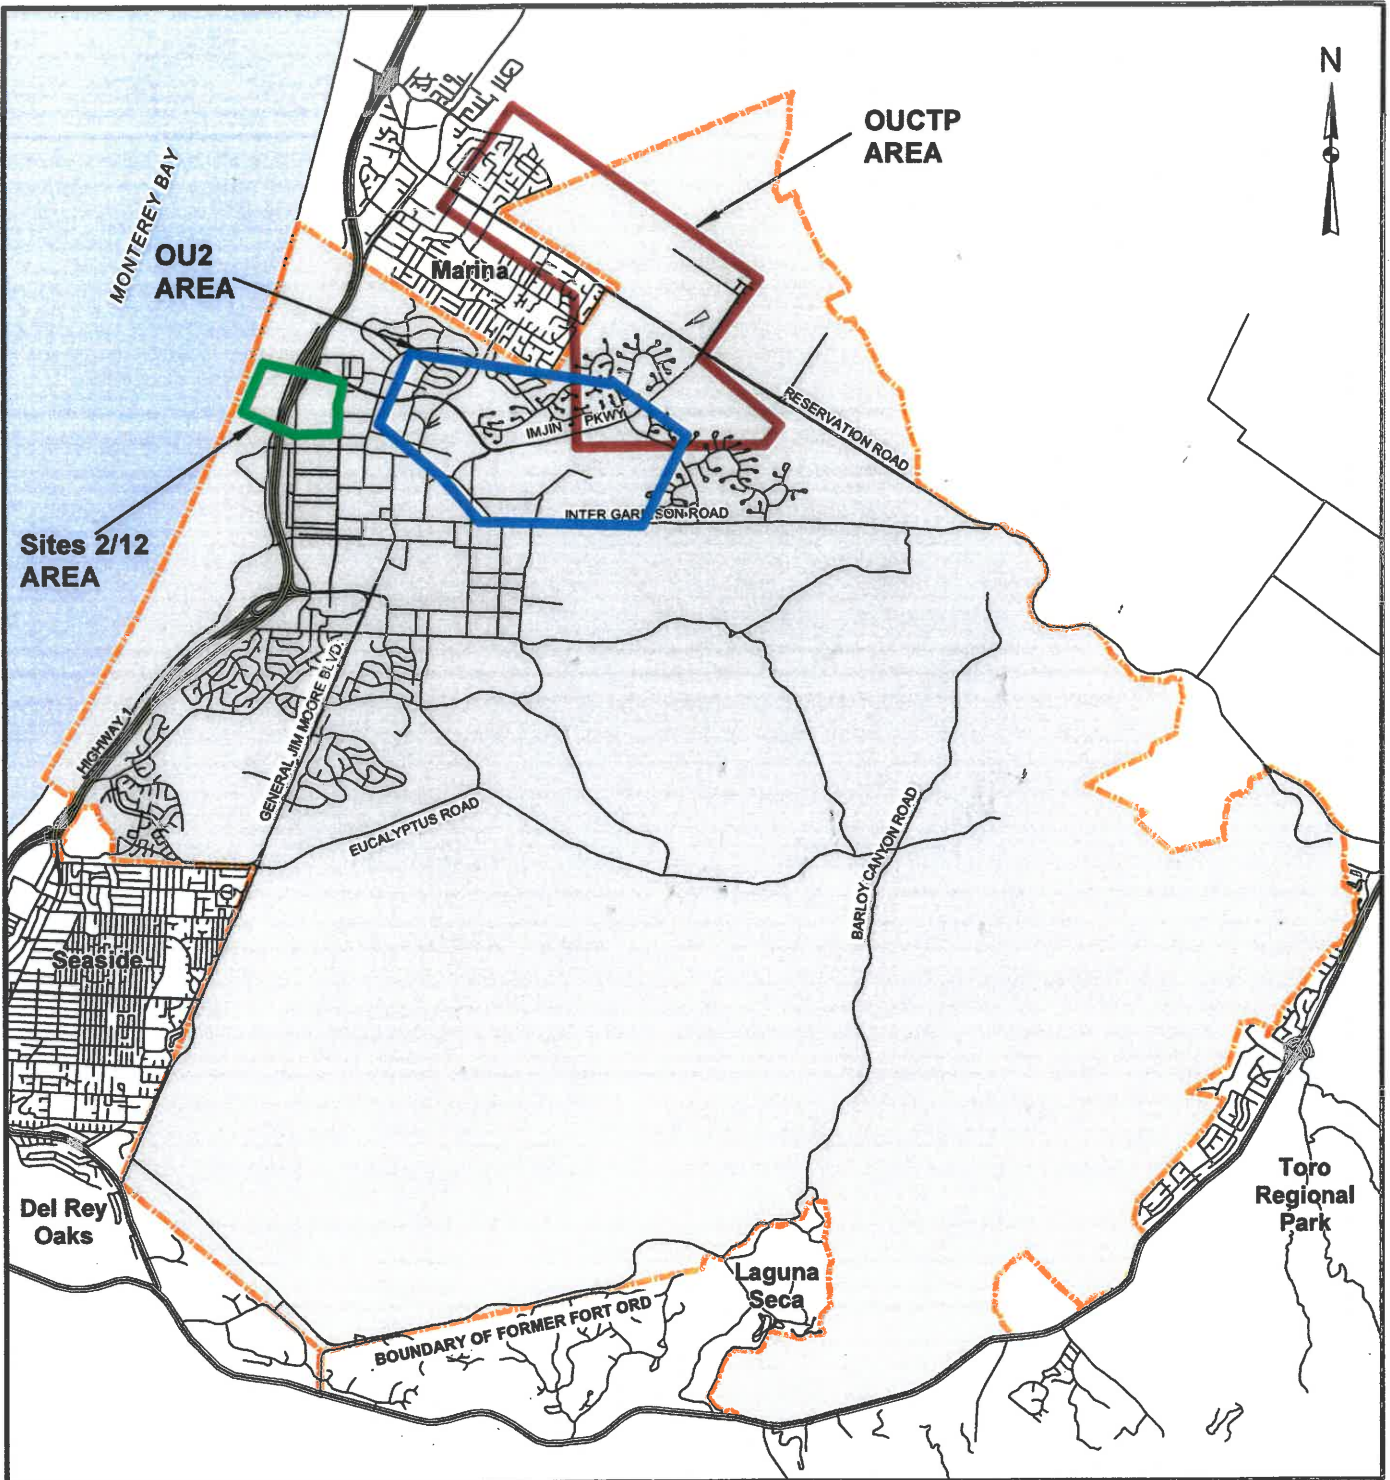 N
OUCTP
AREA
MONTEREY BAY
OU2
AREA
Marina
RESERVATION ROAD
IMJIN PKWY
INTER GARRISON ROAD
Sites 2/12
AREA
HIGHWAY 1
GENERAL JIM MOORE BLVD.
EUCALYPTUS ROAD
BARLOY CANYON ROAD
Seaside
Del Rey
Oaks
Toro
Regional
Park
Laguna
Seca
BOUNDARY OF FORMER FORT ORD